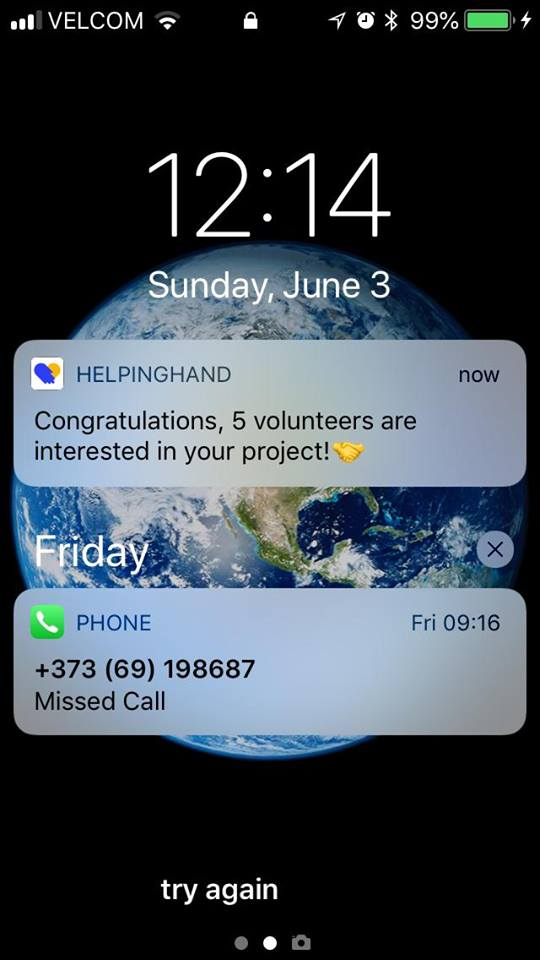 VELCOM 99%
12:14
Sunday, June 3
HELPINGHAND now
Congratulations, 5 volunteers are
interested in your project!🤝
Friday
PHONE Fri 09:16
+373 (69) 198687
Missed Call
try again